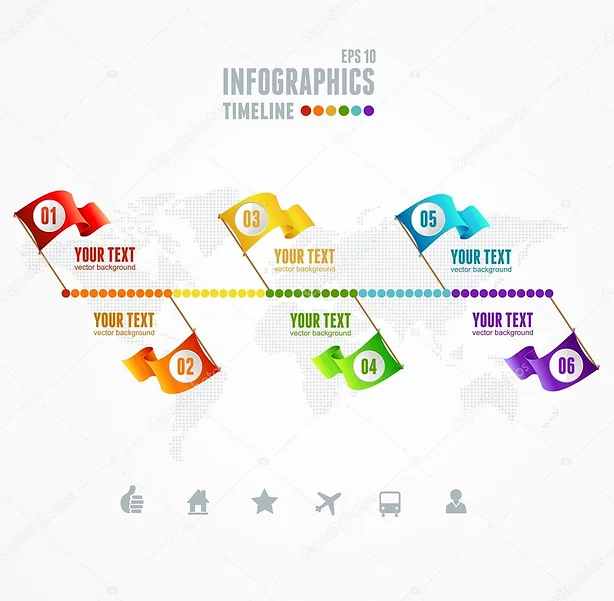 EPS 10
INFOGRAPHICS
TIMELINE
01
YOUR TEXT
vector background
03
YOUR TEXT
vector background
05
YOUR TEXT
vector background
YOUR TEXT
vector background
02
YOUR TEXT
vector background
04
YOUR TEXT
vector background
06